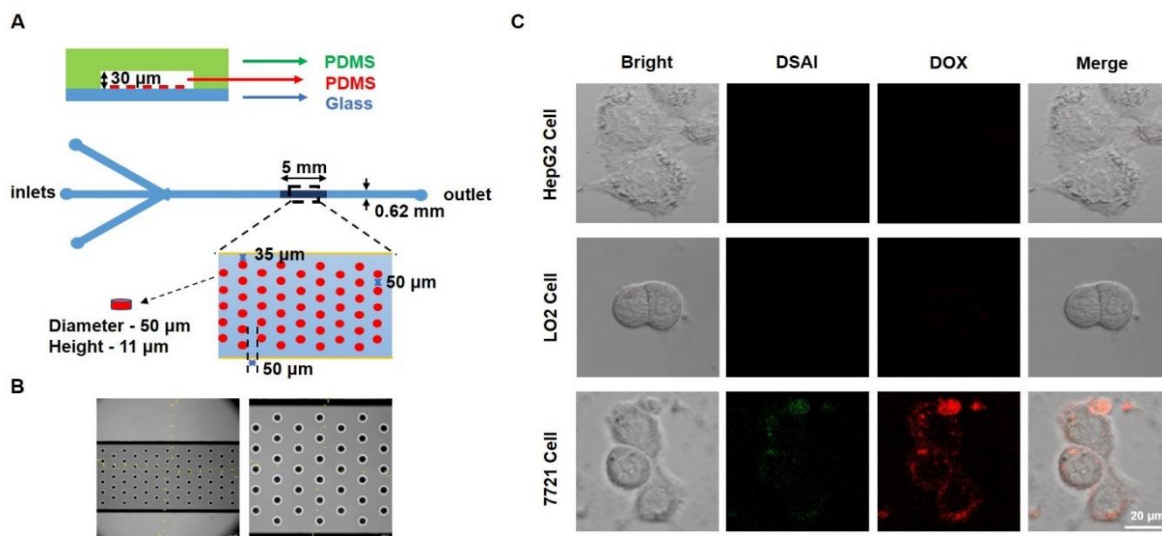 A
30 µm
PDMS
PDMS
Glass
inlets
5 mm
outlet
0.62 mm
35 µm
50 µm
Diameter - 50 µm
Height - 11 µm
50 µm
B
C
Bright DSAI DOX Merge
HepG2 Cell
LO2 Cell
7721 Cell
20 µm